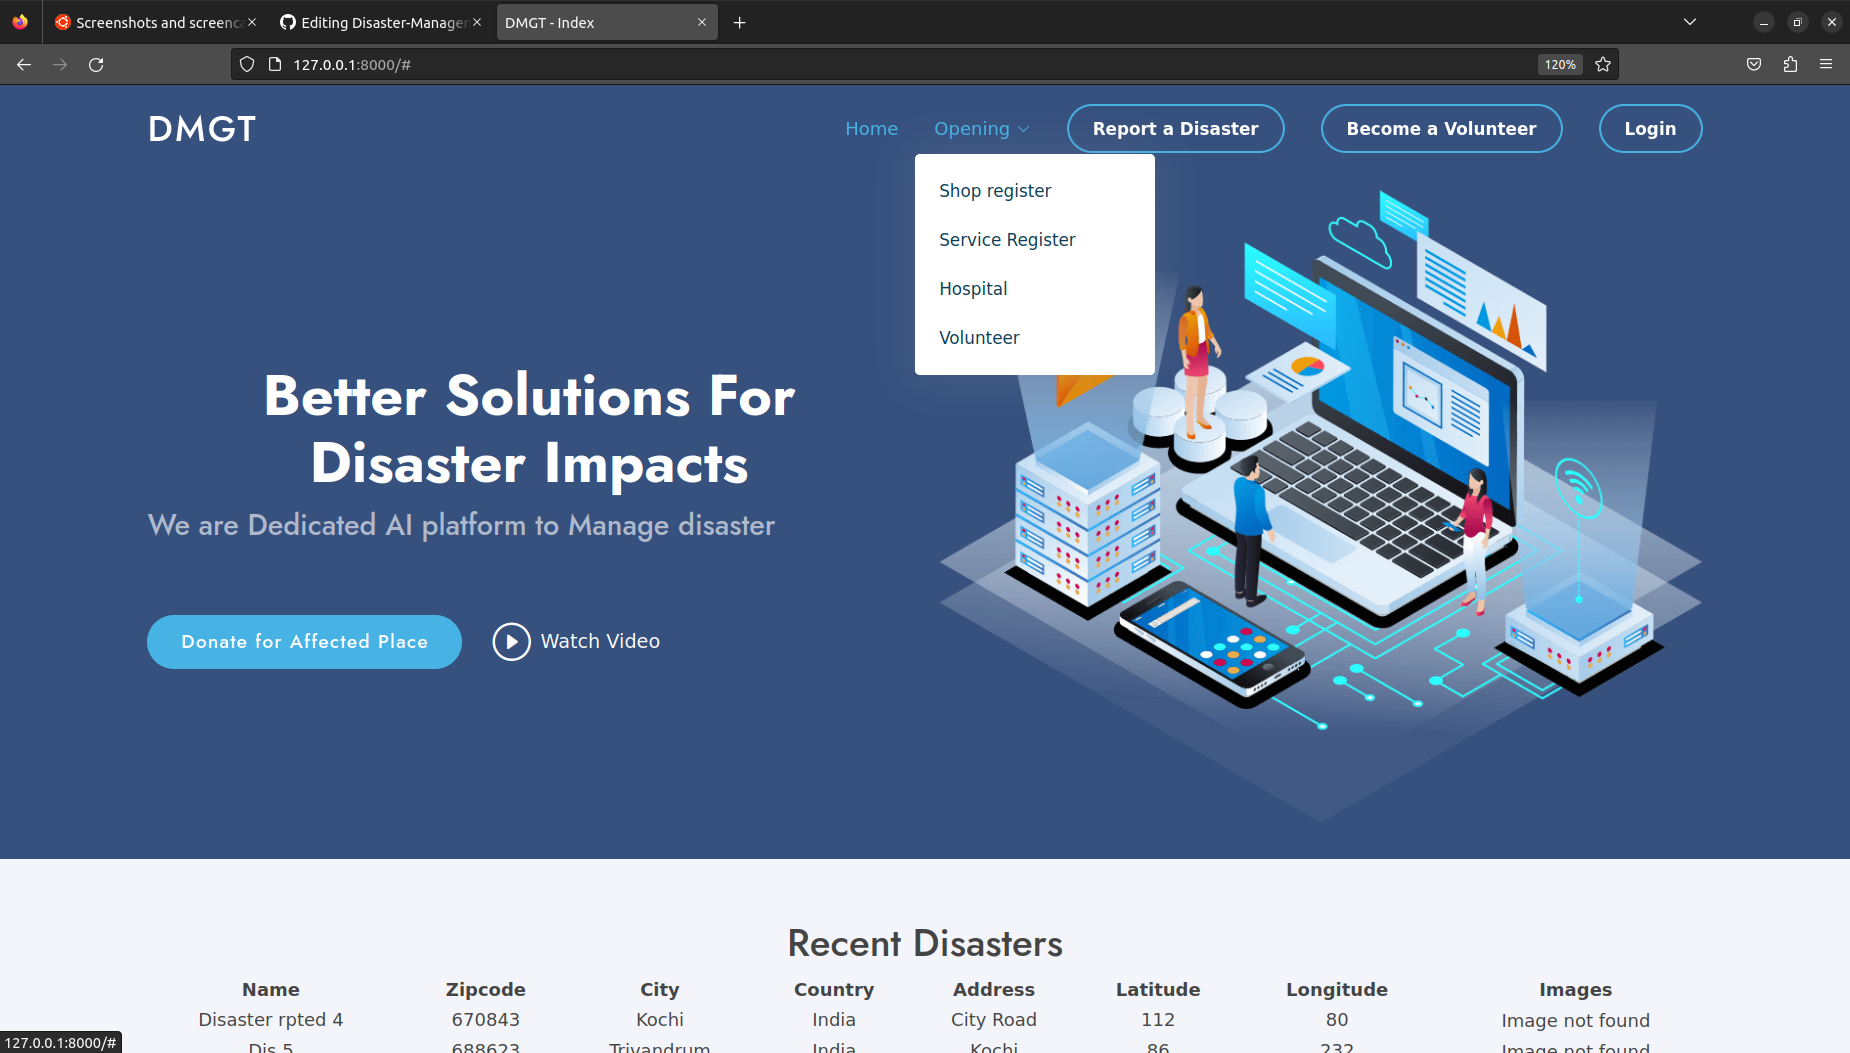 Screenshots and screenca
Editing Disaster-Manager
DMGT - Index
127.0.0.1:8000/#
120%
DMGT
Home
Opening
Report a Disaster
Become a Volunteer
Login
Shop register
Service Register
Hospital
Volunteer
Better Solutions For
Disaster Impacts
We are Dedicated AI platform to Manage disaster
Donate for Affected Place
Watch Video
Recent Disasters
Name Zipcode City Country Address Latitude Longitude Images
Disaster rpted 4 670843 Kochi India City Road 112 80 Image not found
Dis 5 688623 Trivandrum India Kochi 86 232 Image not found
127.0.0.1:8000/#